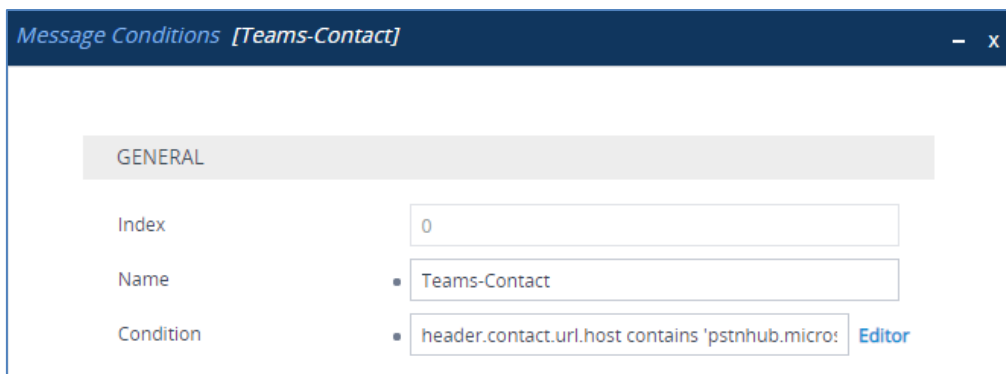 Message Conditions [Teams-Contact] – x
GENERAL
Index 0
Name Teams-Contact
Condition header.contact.url.host contains 'pstnhub.micros Editor